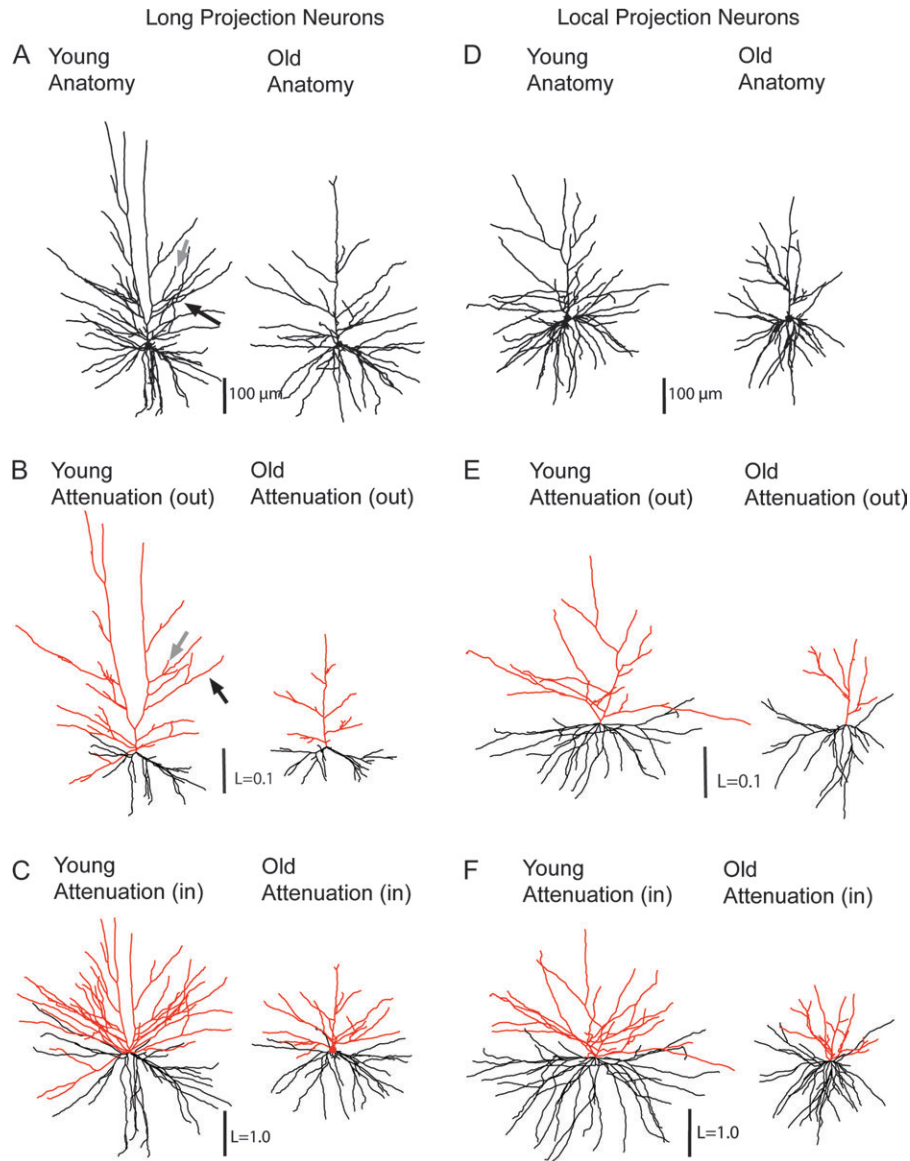 Long Projection Neurons
Local Projection Neurons
A Young
Anatomy
Old
Anatomy
D Young
Anatomy
Old
Anatomy
100 µm
100 µm
B Young
Attenuation (out)
Old
Attenuation (out)
E Young
Attenuation (out)
Old
Attenuation (out)
L=0.1
L=0.1
C Young
Attenuation (in)
Old
Attenuation (in)
F Young
Attenuation (in)
Old
Attenuation (in)
L=1.0
L=1.0